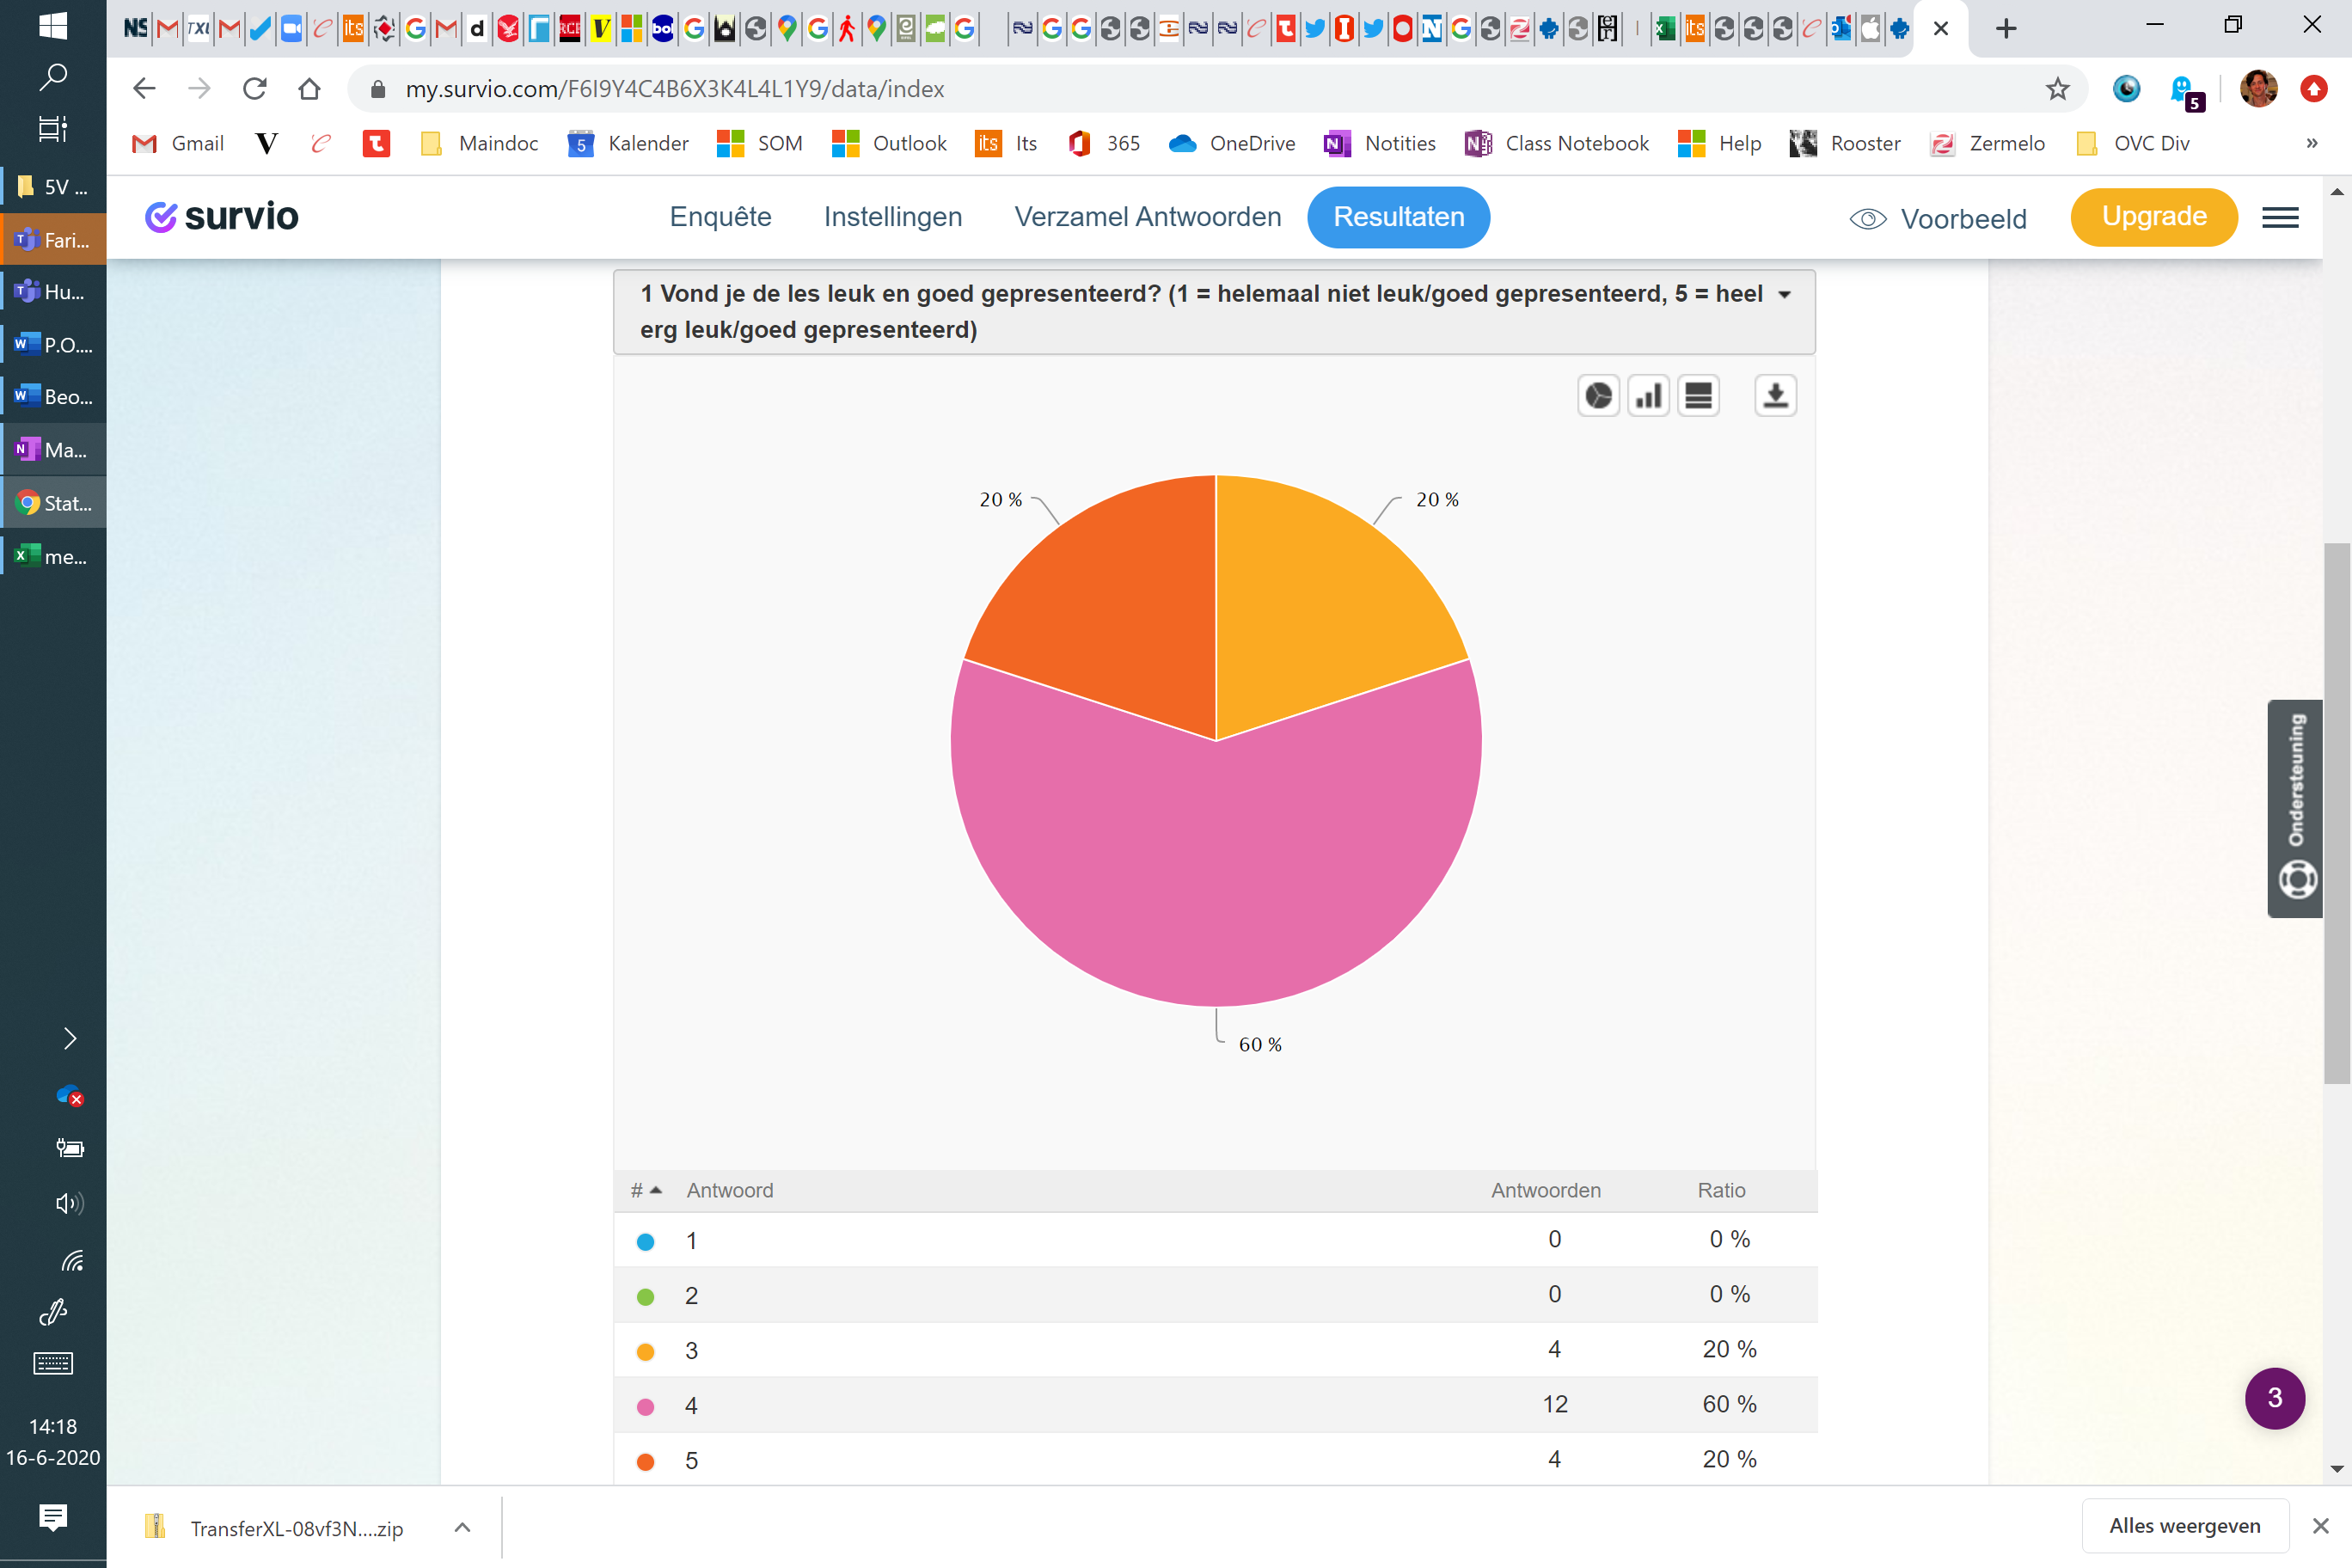 my.survio.com/F6I9Y4C4B6X3K4L4L1Y9/data/index
5
Gmail
5 Kalender
Maindoc
SOM
Outlook
its Its
365
OneDrive
Notities
Class Notebook
Help
Rooster
Zermelo
OVC Div
»
survio
Enquête
Instellingen
Verzamel Antwoorden
Resultaten
Voorbeeld
Upgrade
5V ...
Fari...
Hu...
P.O....
Beo...
Ma...
Stat...
me...
14:18
16-6-2020
1 Vond je de les leuk en goed gepresenteerd? (1 = helemaal niet leuk/goed gepresenteerd, 5 = heel
erg leuk/goed gepresenteerd)
20 %
20 %
60 %
Ondersteuning
# Antwoord Antwoorden Ratio
1 0 0 %
2 0 0 %
3 4 20 %
4 12 60 %
5 4 20 %
3
TransferXL-08vf3N....zip
Alles weergeven